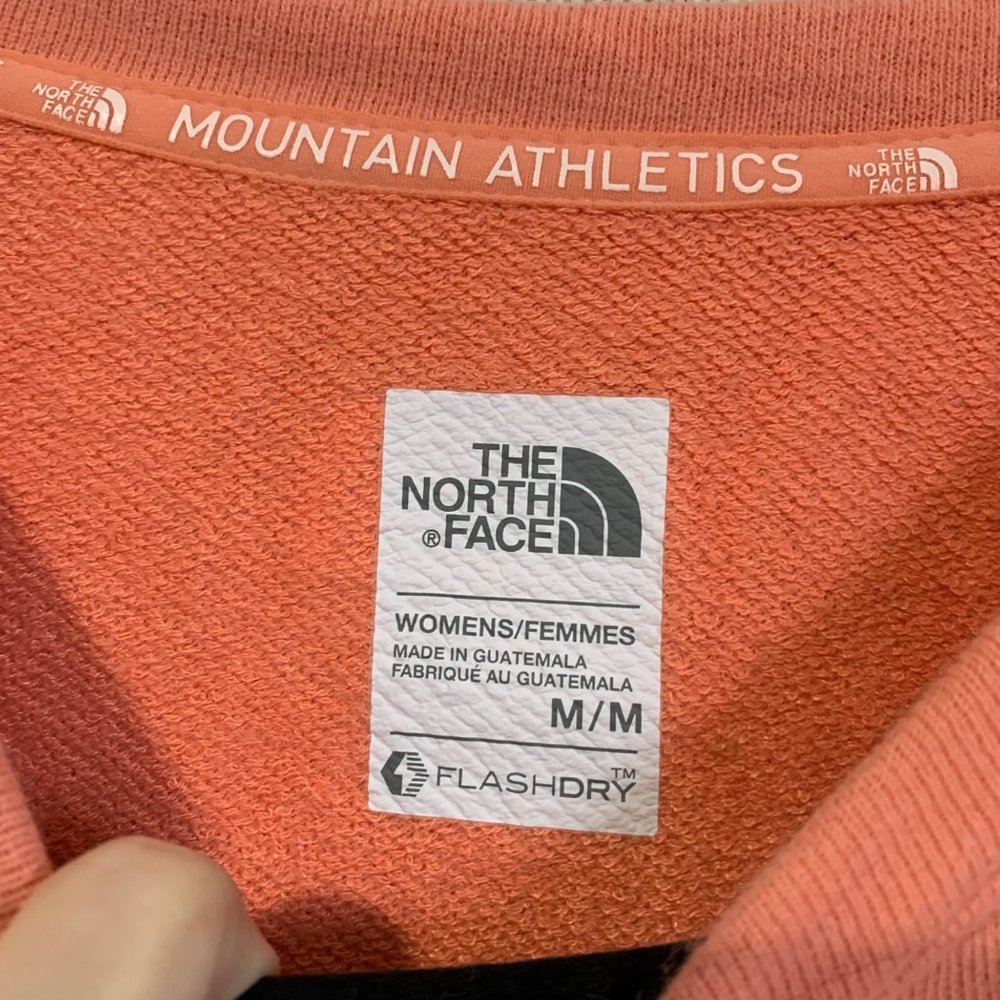 THE
NORTH
FACE
MOUNTAIN ATHLETICS
THE
NORTH
FACE
THE
NORTH
®FACE
WOMENS/FEMMES
MADE IN GUATEMALA
FABRIQUÉ AU GUATEMALA
M/M
FLASHDRY™